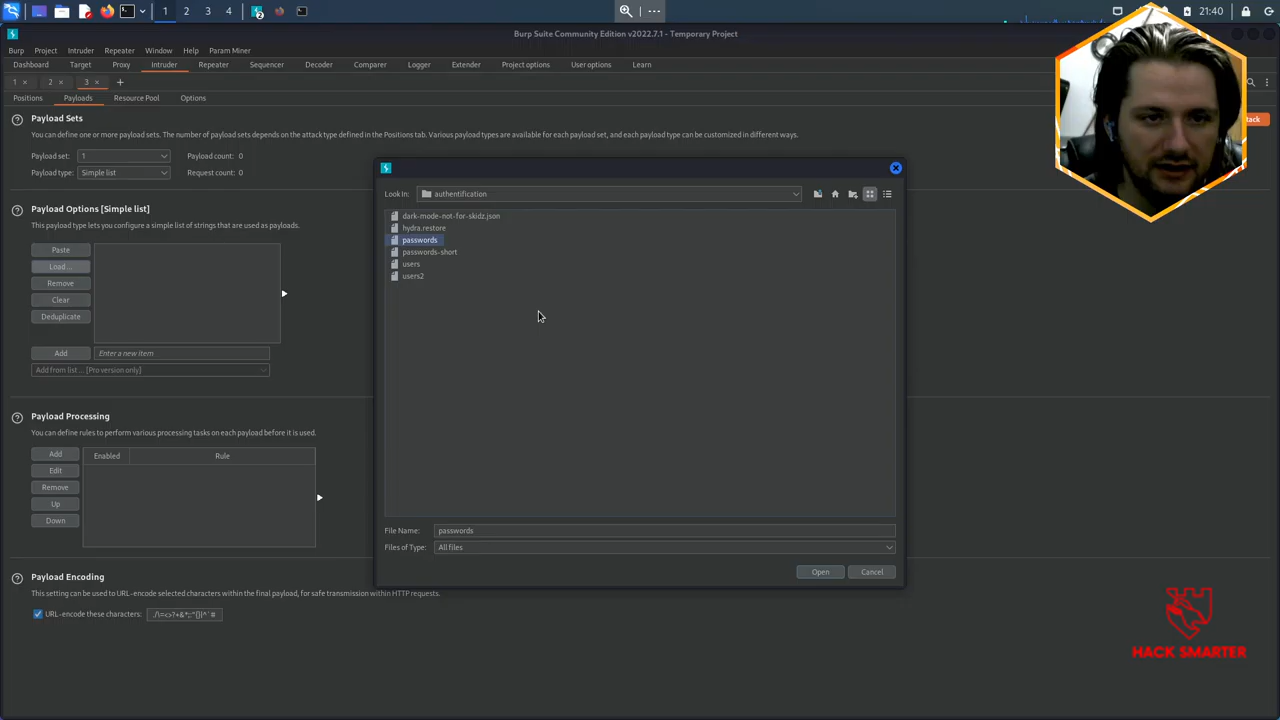 1 2 3 4 2 21:40
Burp Suite Community Edition v2022.7.1 - Temporary Project
Burp Project Intruder Repeater Window Help Param Miner
Dashboard Target Proxy Intruder Repeater Sequencer Decoder Comparer Logger Extender Project options User options Learn
1 × 2 × 3 × +
Positions Payloads Resource Pool Options
? Payload Sets
You can define one or more payload sets. The number of payload sets depends on the attack type defined in the Positions tab. Various payload types are available for each payload set, and each payload type can be customized in different ways.
Payload set: 1 Payload count: 0
Payload type: Simple list Request count: 0
? Payload Options [Simple list]
This payload type lets you configure a simple list of strings that are used as payloads.
Paste
Load ...
Remove
Clear
Deduplicate
Add Enter a new item
Add from list ... [Pro version only]
? Payload Processing
You can define rules to perform various processing tasks on each payload before it is used.
Add
Edit
Remove
Up
Down
Enabled Rule
? Payload Encoding
This setting can be used to URL-encode selected characters within the final payload, for safe transmission within HTTP requests.
URL-encode these characters:
Look In: authentification
dark-mode-not-for-skidz.json
hydra.restore
passwords
passwords-short
users
users2
File Name: passwords
Files of Type: All files
Open Cancel
HACK SMARTER